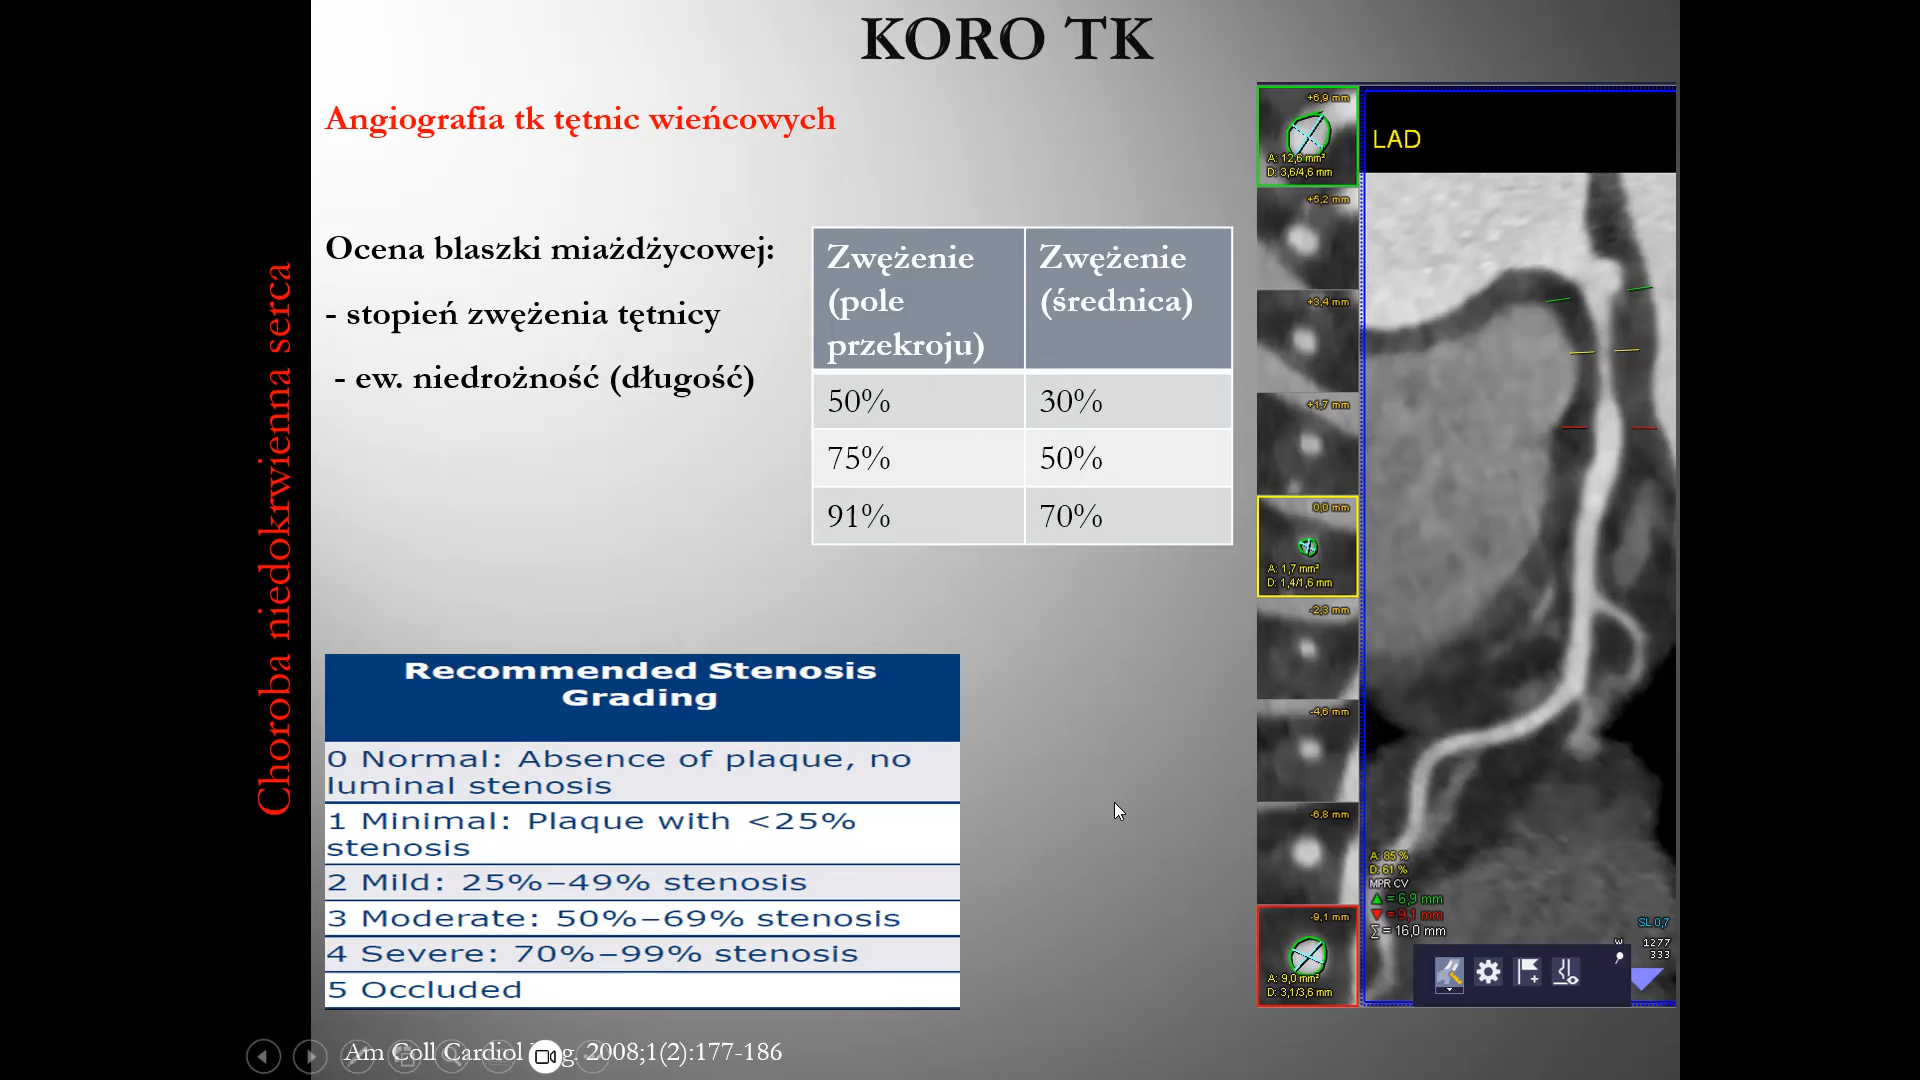 KORO TK
Angiografia tk tętnic wieńcowych
Choroba niedokrwienna serca
Ocena blaszki miażdżycowej:
- stopień zwężenia tętnicy
- ew. niedrożność (długość)
Zwężenie (pole przekroju)
Zwężenie (średnica)
50%
30%
75%
50%
91%
70%
Recommended Stenosis
Grading
0 Normal: Absence of plaque, no
luminal stenosis
1 Minimal: Plaque with <25%
stenosis
2 Mild: 25%–49% stenosis
3 Moderate: 50%–69% stenosis
4 Severe: 70%–99% stenosis
5 Occluded
Am Coll Cardiol g. 2008;1(2):177-186
+6,9 mm
A: 12,6 mm²
D: 3,6/4,6 mm
+5,2 mm
+3,4 mm
+1,7 mm
0,0 mm
A: 1,7 mm²
D: 1,4/1,6 mm
-2,3 mm
-4,6 mm
-6,8 mm
-9,1 mm
A: 9,0 mm²
D: 3,1/3,6 mm
LAD
A: 85 %
D: 61 %
MPR CV
▲ = 6,9 mm
▼ = 9,1 mm
∑ = 16,0 mm
SL 0,7
W 1277
333